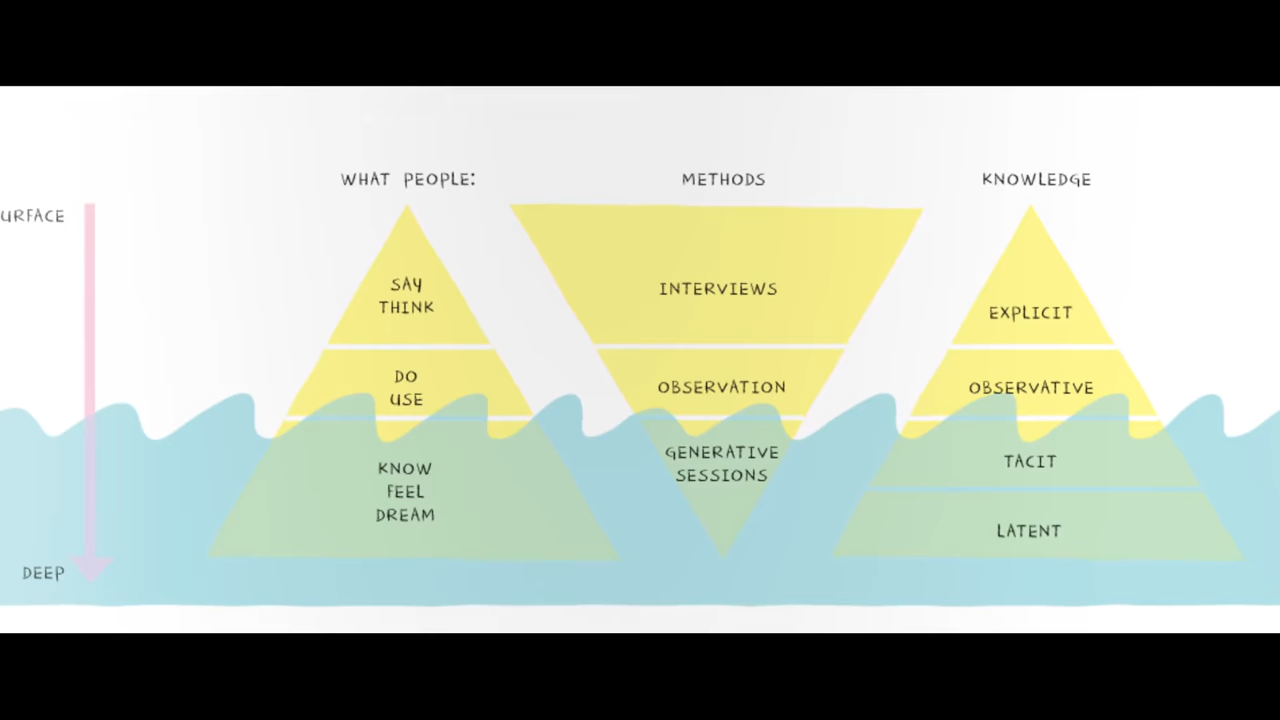 WHAT PEOPLE:
METHODS
KNOWLEDGE
URFACE
SAY
THINK
INTERVIEWS
EXPLICIT
DO
USE
OBSERVATION
OBSERVATIVE
KNOW
FEEL
DREAM
GENERATIVE
SESSIONS
TACIT
LATENT
DEEP